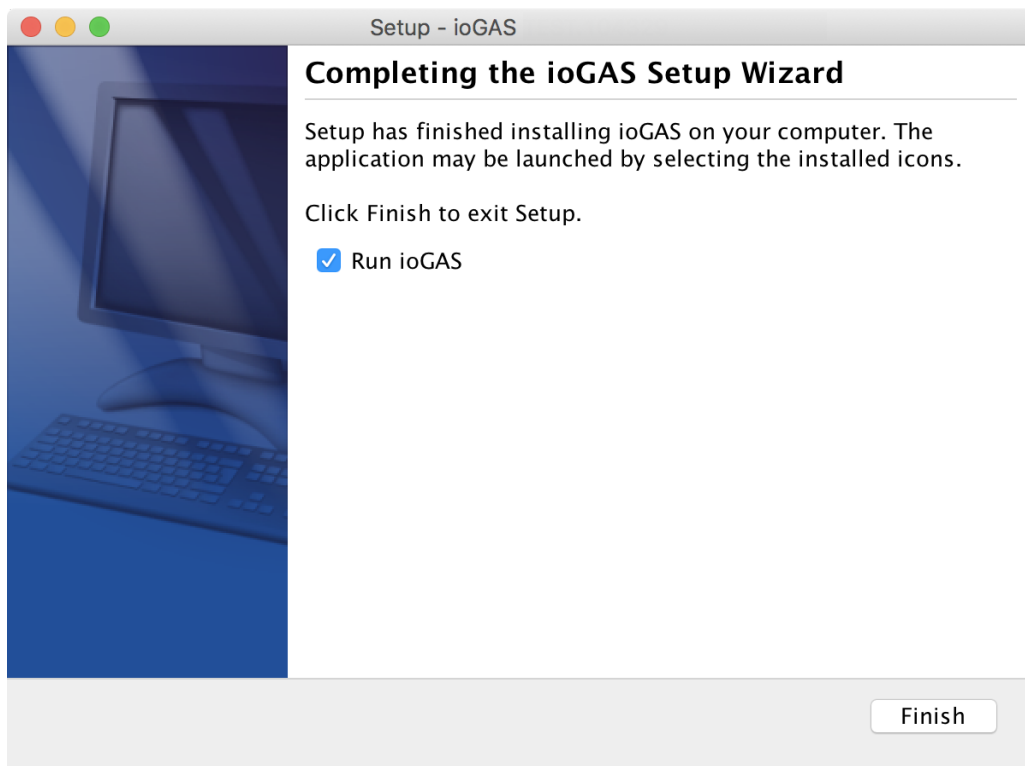 Setup - ioGAS
Completing the ioGAS Setup Wizard
Setup has finished installing ioGAS on your computer. The
application may be launched by selecting the installed icons.
Click Finish to exit Setup.
Run ioGAS
Finish